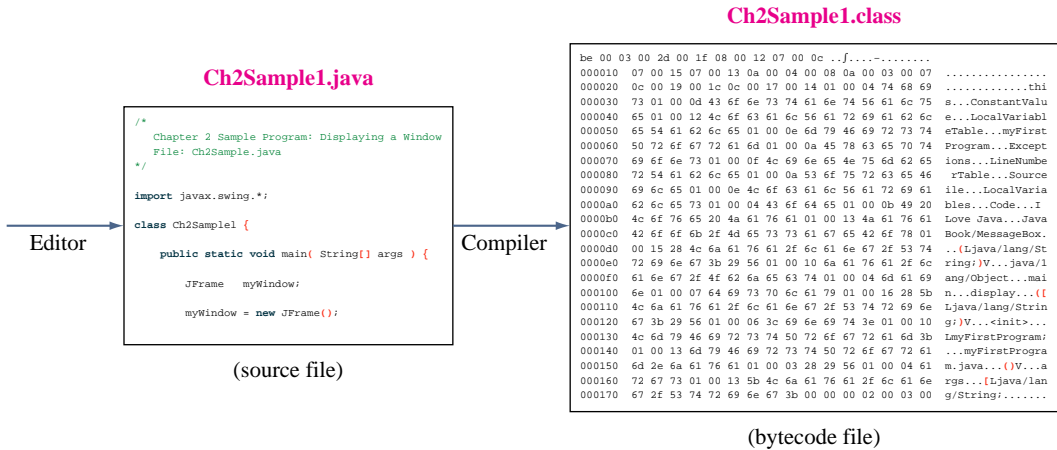 Ch2Sample1.java
/*
Chapter 2 Sample Program: Displaying a Window
File: Ch2Sample.java
*/
import javax.swing.*;
class Ch2Sample1 {
public static void main( String[] args ) {
JFrame myWindow;
myWindow = new JFrame();
(source file)
Editor
Compiler
Ch2Sample1.class
be 00 03 00 2d 00 1f 08 00 12 07 00 0c ..∫....–........
000010 07 00 15 07 00 13 0a 00 04 00 08 0a 00 03 00 07 ................
000020 0c 00 19 00 1c 0c 00 17 00 14 01 00 04 74 68 69 .............thi
000030 73 01 00 0d 43 6f 6e 73 74 61 6e 74 56 61 6c 75 s...ConstantValu
000040 65 01 00 12 4c 6f 63 61 6c 56 61 72 69 61 62 6c e...LocalVariabl
000050 65 54 61 62 6c 65 01 00 0e 6d 79 46 69 72 73 74 eTable...myFirst
000060 50 72 6f 67 72 61 6d 01 00 0a 45 78 63 65 70 74 Program...Except
000070 69 6f 6e 73 01 00 0f 4c 69 6e 65 4e 75 6d 62 65 ions...LineNumbe
000080 72 54 61 62 6c 65 01 00 0a 53 6f 75 72 63 65 46 rTable...Source
000090 69 6c 65 01 00 0e 4c 6f 63 61 6c 56 61 72 69 61 ile...LocalVaria
0000a0 62 6c 65 73 01 00 04 43 6f 64 65 01 00 0b 49 20 bles...Code...I
0000b0 4c 6f 76 65 20 4a 61 76 61 01 00 13 4a 61 76 61 Love Java...Java
0000c0 42 6f 6f 6b 2f 4d 65 73 73 61 67 65 42 6f 78 01 Book/MessageBox.
0000d0 00 15 28 4c 6a 61 76 61 2f 6c 61 6e 67 2f 53 74 ..(Ljava/lang/St
0000e0 72 69 6e 67 3b 29 56 01 00 10 6a 61 76 61 2f 6c ring;)V...java/l
0000f0 61 6e 67 2f 4f 62 6a 65 63 74 01 00 04 6d 61 69 ang/Object...mai
000100 6e 01 00 07 64 69 73 70 6c 61 79 01 00 16 28 5b n...display...([
000110 4c 6a 61 76 61 2f 6c 61 6e 67 2f 53 74 72 69 6e Ljava/lang/Strin
000120 67 3b 29 56 01 00 06 3c 69 6e 69 74 3e 01 00 10 g;)V...<init>...
000130 4c 6d 79 46 69 72 73 74 50 72 6f 67 72 61 6d 3b LmyFirstProgram;
000140 01 00 13 6d 79 46 69 72 73 74 50 72 6f 67 72 61 ...myFirstProgra
000150 6d 2e 6a 61 76 61 01 00 03 28 29 56 01 00 04 61 m.java...()V...a
000160 72 67 73 01 00 13 5b 4c 6a 61 76 61 2f 6c 61 6e rgs...[Ljava/lan
000170 67 2f 53 74 72 69 6e 67 3b 00 00 00 02 00 03 00 g/String;.......
(bytecode file)